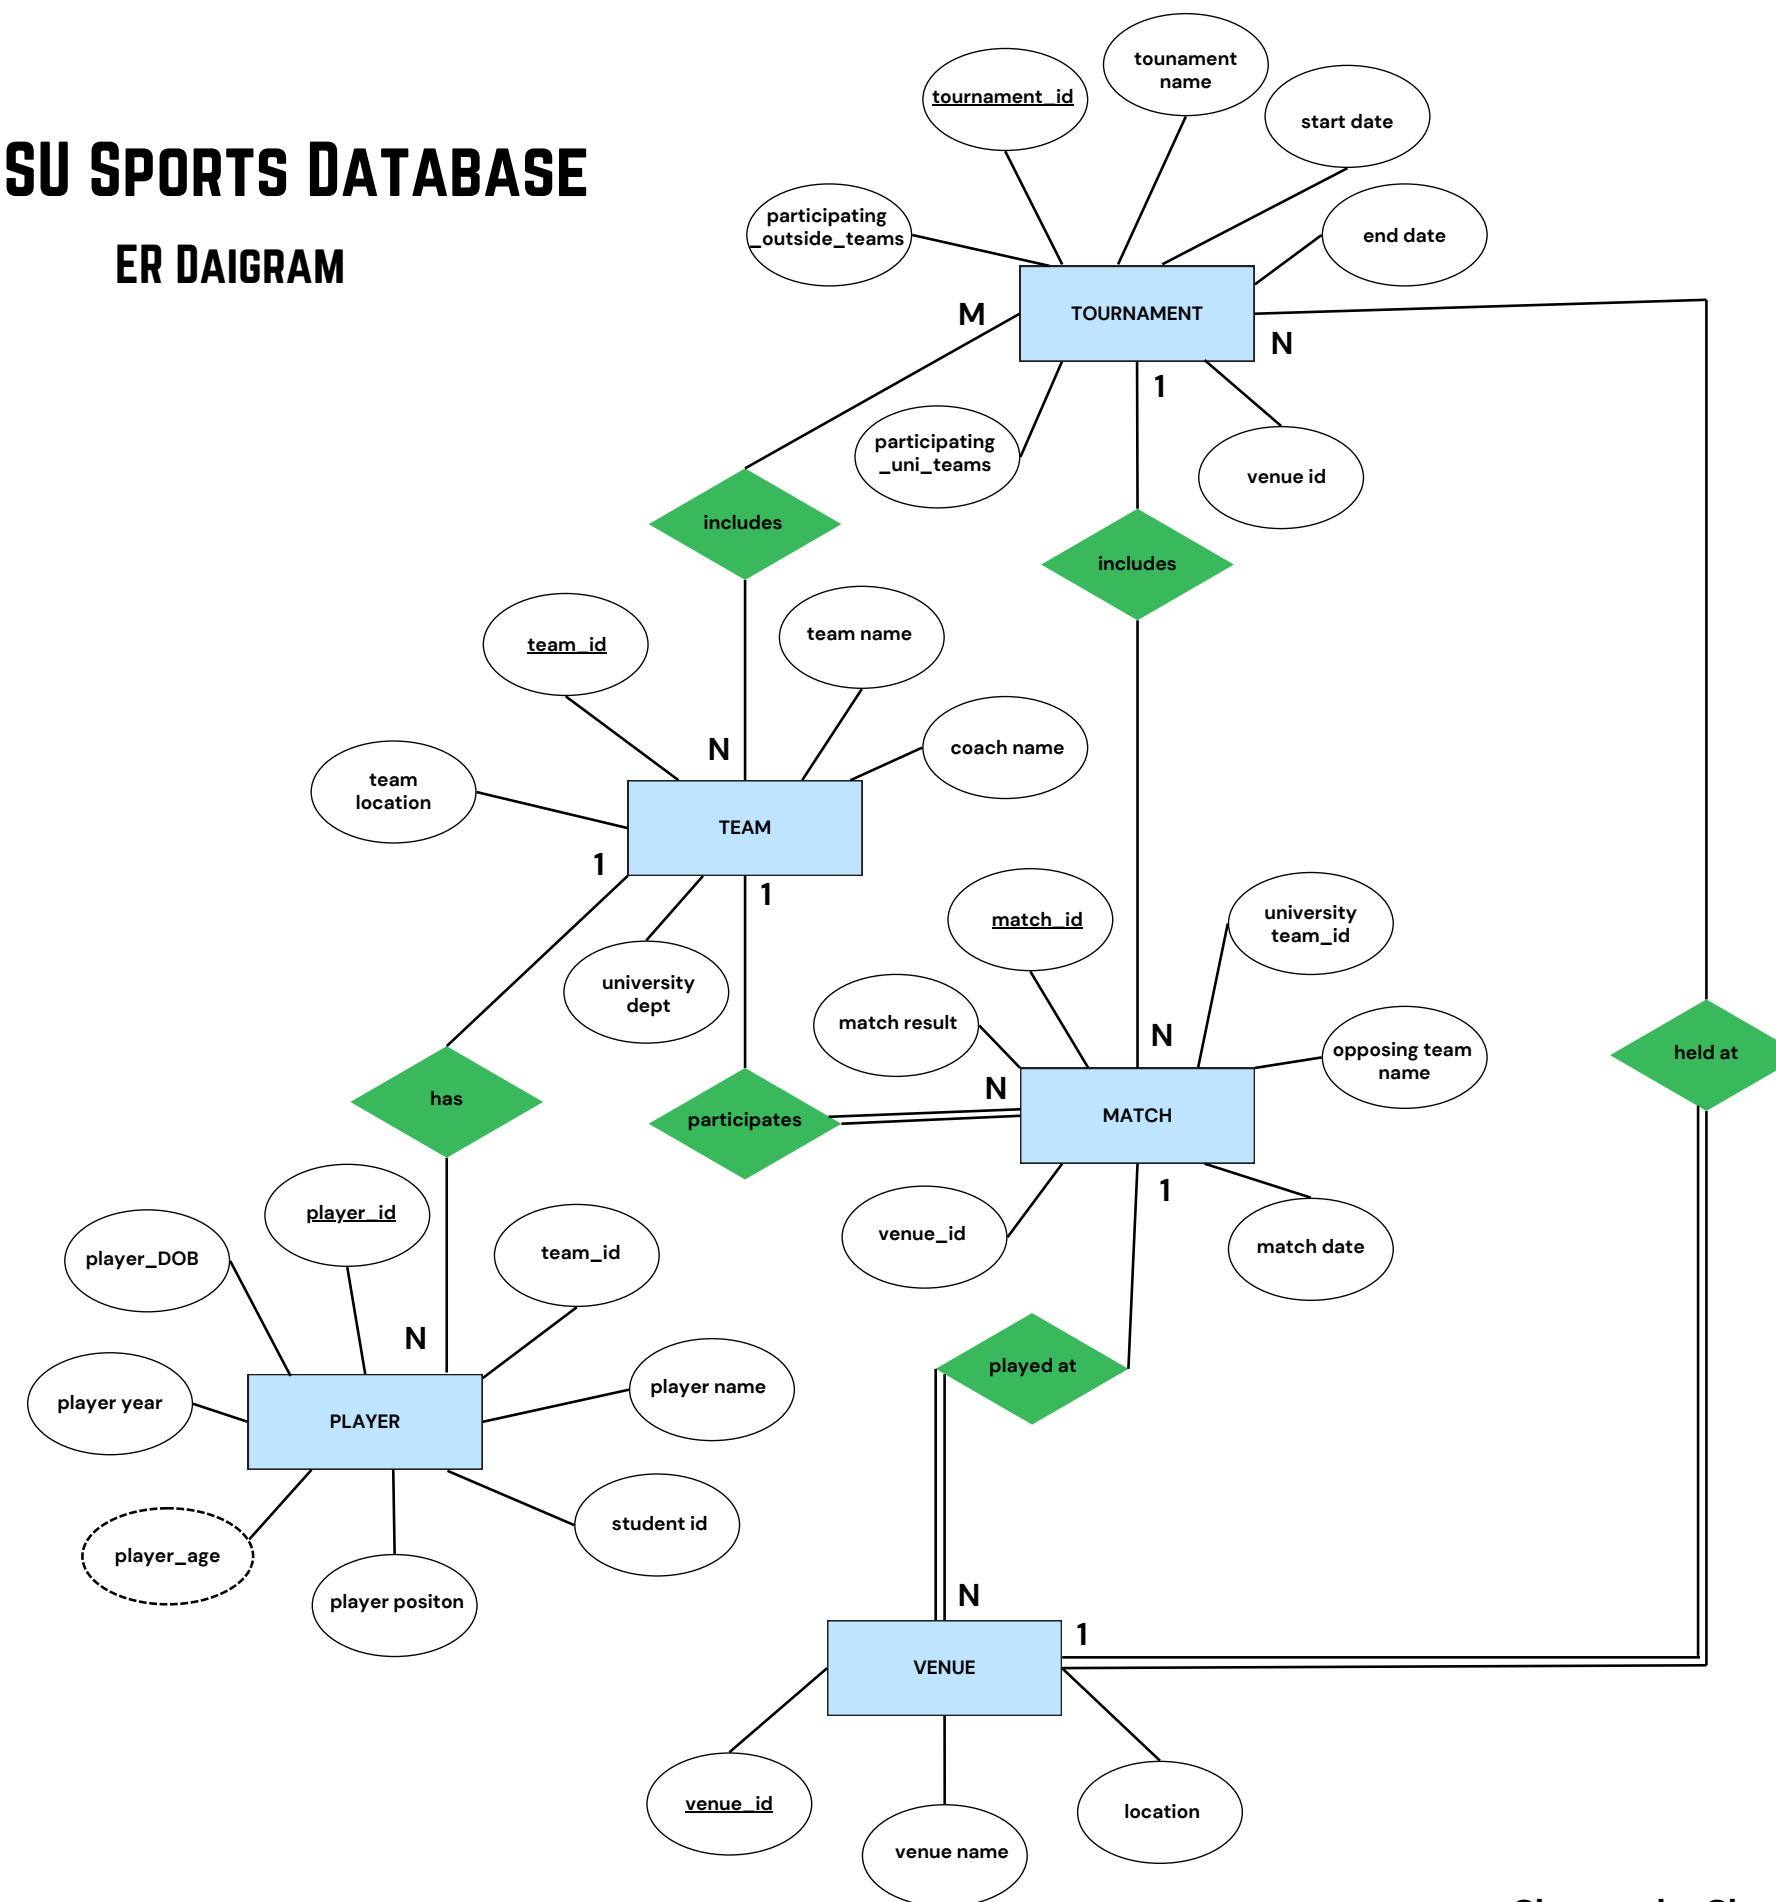 tounament
name
tournament_id
start date
SU SPORTS DATABASE
participating
_outside_teams
end date
ER DAIGRAM
M
TOURNAMENT
N
1
participating
_uni_teams
venue id
includes
includes
team_id
team name
N
coach name
team
location
TEAM
1
1
match_id
university
team_id
university
dept
match result
N
opposing team
name
held at
has
N
participates
MATCH
1
player_id
venue_id
match date
player_DOB
team_id
N
played at
player year
PLAYER
player name
student id
player_age
player positon
N
1
VENUE
venue_id
location
venue name